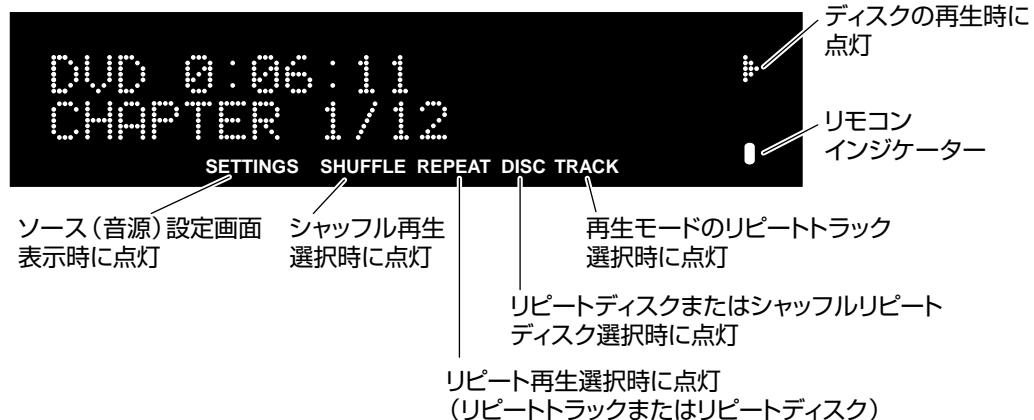 ディスクの再生時に
点灯
DVD 0:06:11
CHAPTER 1/12
リモコン
インジケーター
SETTINGS SHUFFLE REPEAT DISC TRACK
ソース（音源）設定画面
表示時に点灯
シャッフル再生
選択時に点灯
再生モードのリピートトラック
選択時に点灯
リピートディスクまたはシャッフルリピート
ディスク選択時に点灯
リピート再生選択時に点灯
（リピートトラックまたはリピートディスク）